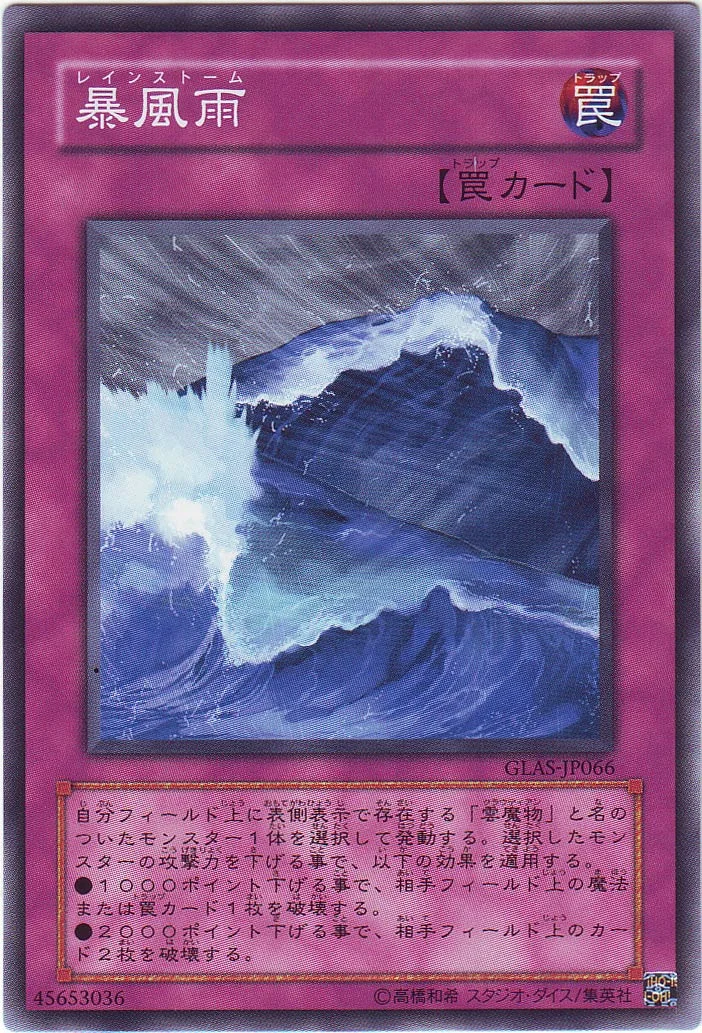 レインストーム
暴風雨
トラップ
罠
トラップ
【罠カード】
GLAS-JP066
自分フィールド上に表側表示で存在する「雲魔物」と名の
ついたモンスター1体を選択して発動する。選択したモン
スターの攻撃力を下げる事で、以下の効果を適用する。
●1000ポイント下げる事で、相手フィールド上の魔法
または罠カード1枚を破壊する。
●2000ポイント下げる事で、相手フィールド上のカー
ド2枚を破壊する。
45653036
©高橋和希 スタジオ・ダイス/集英社